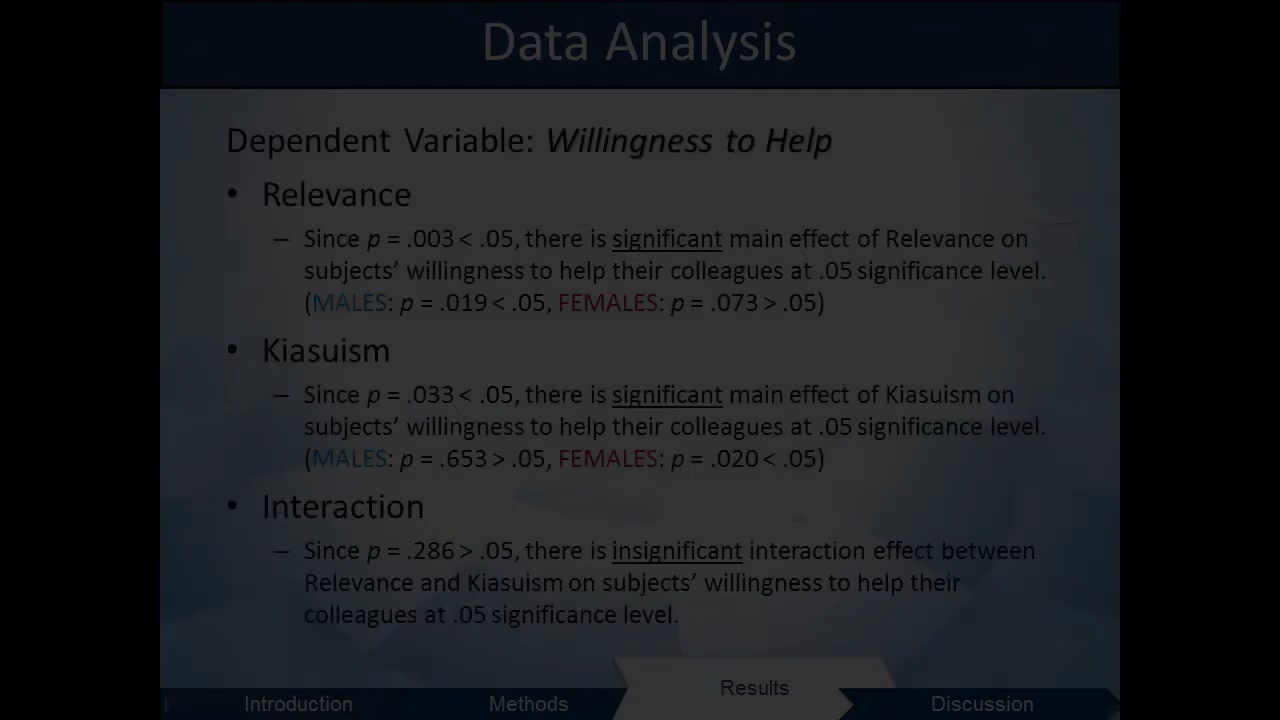 Data Analysis
Dependent Variable: Willingness to Help
• Relevance
– Since p = .003 < .05, there is significant main effect of Relevance on
subjects’ willingness to help their colleagues at .05 significance level.
(MALES: p = .019 < .05, FEMALES: p = .073 > .05)
• Kiasuism
– Since p = .033 < .05, there is significant main effect of Kiasuism on
subjects’ willingness to help their colleagues at .05 significance level.
(MALES: p = .653 > .05, FEMALES: p = .020 < .05)
• Interaction
– Since p = .286 > .05, there is insignificant interaction effect between
Relevance and Kiasuism on subjects’ willingness to help their
colleagues at .05 significance level.
Introduction Methods Results Discussion